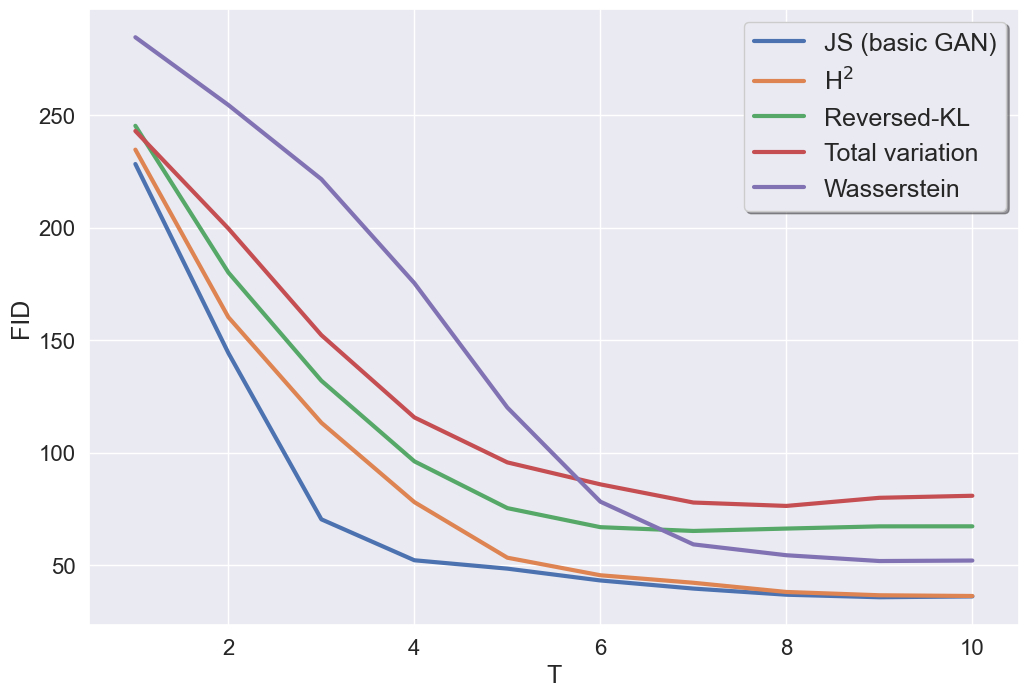 JS (basic GAN)
H²
Reversed-KL
Total variation
Wasserstein
FID
250
200
150
100
50
2
4
6
8
10
T